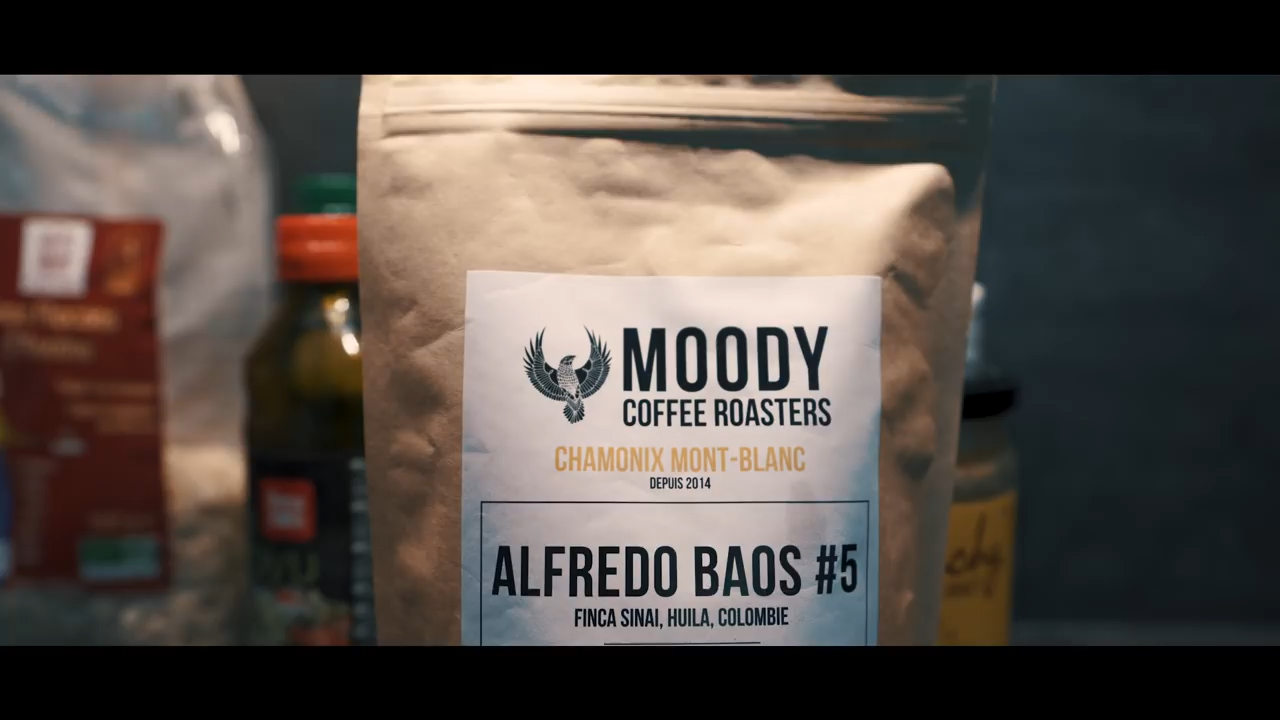 MOODY
COFFEE ROASTERS
CHAMONIX MONT-BLANC
DEPUIS 2014
ALFREDO BAOS #5
FINCA SINAI, HUILA, COLOMBIE